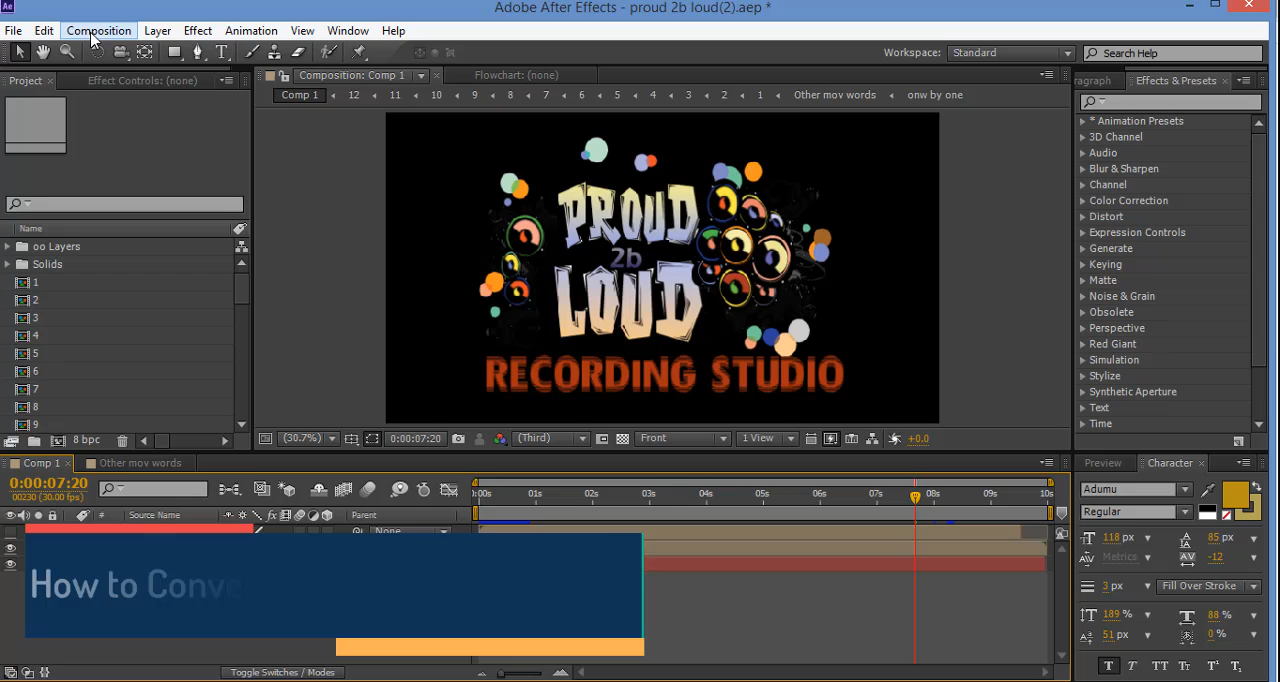 Adobe After Effects - proud 2b loud(2).aep *
File Edit Composition Layer Effect Animation View Window Help
Workspace: Standard Search Help
Project Effect Controls: (none) Composition: Comp 1 Flowchart: (none) aragraph Effects & Presets
Comp 1 12 11 10 9 8 7 6 5 4 3 2 1 Other mov words onw by one
* Animation Presets
3D Channel
Audio
Blur & Sharpen
Channel
Color Correction
Distort
Expression Controls
Generate
Keying
Matte
Noise & Grain
Obsolete
Perspective
Red Giant
Simulation
Stylize
Synthetic Aperture
Text
Time
Name
oo Layers
Solids
1
2
3
4
5
6
7
8
9
8 bpc
PROUD
2b
LOUD
RECORDING STUDIO
(30.7%) 0:00:07:20 (Third) Front 1 View +0.0
Comp 1 Other mov words
0:00:07:20
00230 (30.00 fps)
:00s 01s 02s 03s 04s 05s 06s 07s 08s 09s 10s
# Source Name Parent
None
How to Conve
Toggle Switches / Modes
Preview Character
Adumu
Regular
118 px 85 px
Metrics -12
3 px Fill Over Stroke
189 % 88 %
51 px 0 %
T T TT Tr T¹ T₁